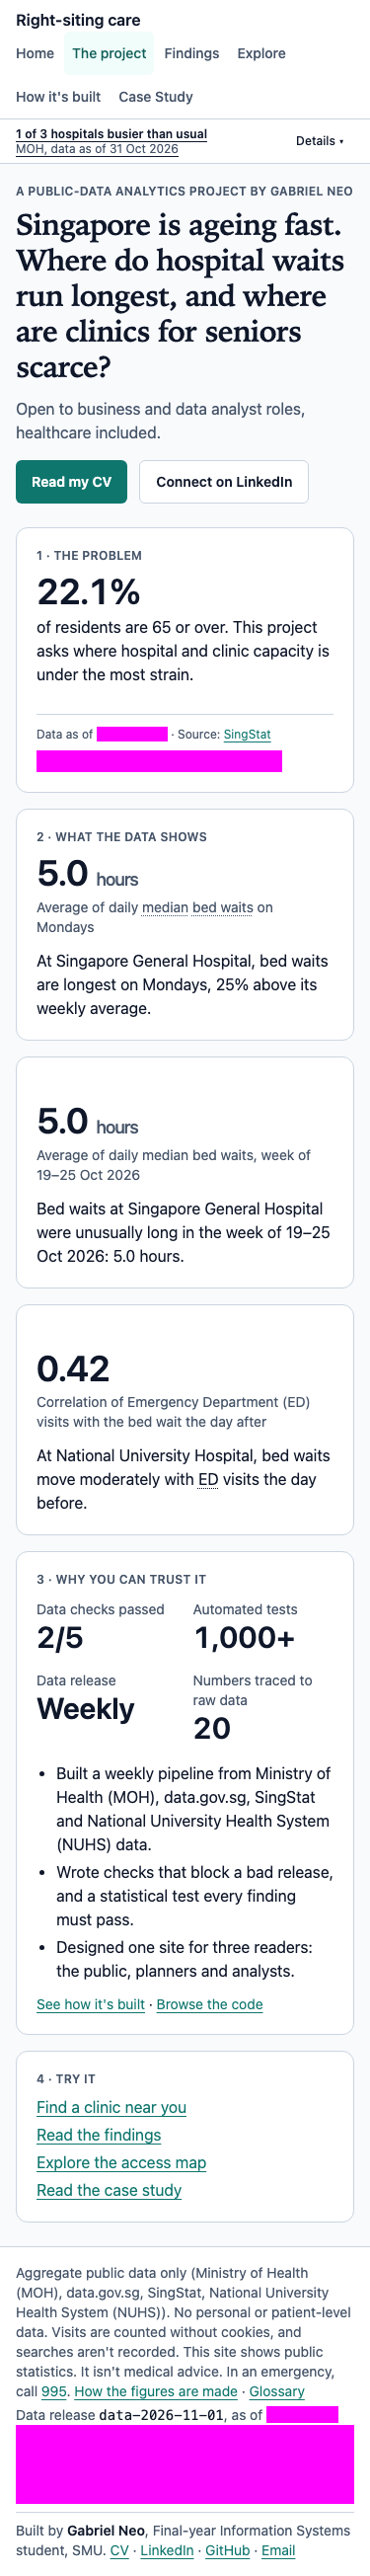 Right-siting care
Home The project Findings Explore
How it's built Case Study
1 of 3 hospitals busier than usual
MOH, data as of 31 Oct 2026
Details ▾
A PUBLIC-DATA ANALYTICS PROJECT BY GABRIEL NEO
Singapore is ageing fast.
Where do hospital waits
run longest, and where
are clinics for seniors
scarce?
Open to business and data analyst roles,
healthcare included.
Read my CV Connect on LinkedIn
1 · THE PROBLEM
22.1%
of residents are 65 or over. This project
asks where hospital and clinic capacity is
under the most strain.
Data as of · Source: SingStat
2 · WHAT THE DATA SHOWS
5.0 hours
Average of daily median bed waits on
Mondays
At Singapore General Hospital, bed waits
are longest on Mondays, 25% above its
weekly average.
5.0 hours
Average of daily median bed waits, week of
19–25 Oct 2026
Bed waits at Singapore General Hospital
were unusually long in the week of 19–25
Oct 2026: 5.0 hours.
0.42
Correlation of Emergency Department (ED)
visits with the bed wait the day after
At National University Hospital, bed waits
move moderately with ED visits the day
before.
3 · WHY YOU CAN TRUST IT
Data checks passed
2/5
Automated tests
1,000+
Data release
Weekly
Numbers traced to
raw data
20
• Built a weekly pipeline from Ministry of
Health (MOH), data.gov.sg, SingStat
and National University Health System
(NUHS) data.
• Wrote checks that block a bad release,
and a statistical test every finding
must pass.
• Designed one site for three readers:
the public, planners and analysts.
See how it's built · Browse the code
4 · TRY IT
Find a clinic near you
Read the findings
Explore the access map
Read the case study
Aggregate public data only (Ministry of Health
(MOH), data.gov.sg, SingStat, National University
Health System (NUHS)). No personal or patient-level
data. Visits are counted without cookies, and
searches aren't recorded. This site shows public
statistics. It isn't medical advice. In an emergency,
call 995. How the figures are made · Glossary
Data release data-2026-11-01, as of
Built by Gabriel Neo, Final-year Information Systems
student, SMU. CV · LinkedIn · GitHub · Email